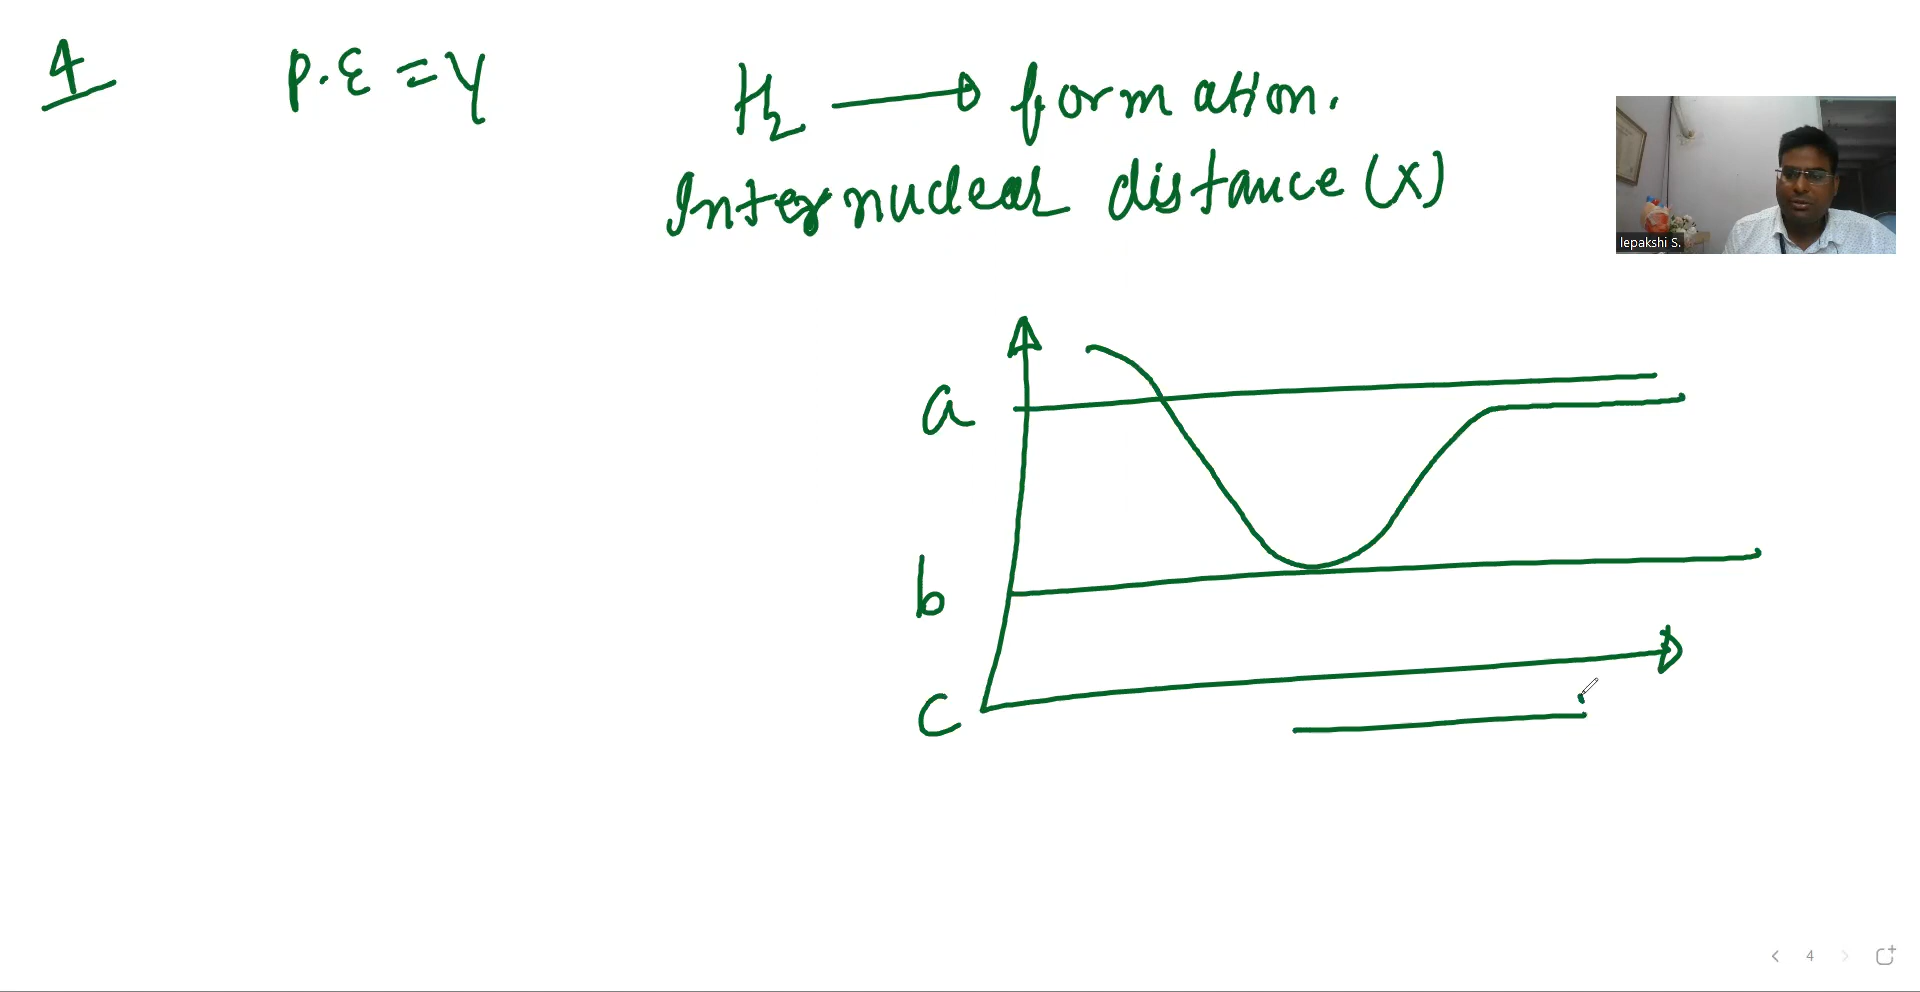 4
P.E = y
H2 → formation.
Internuclear distance (x)
lepakshi S.
a
b
c
4